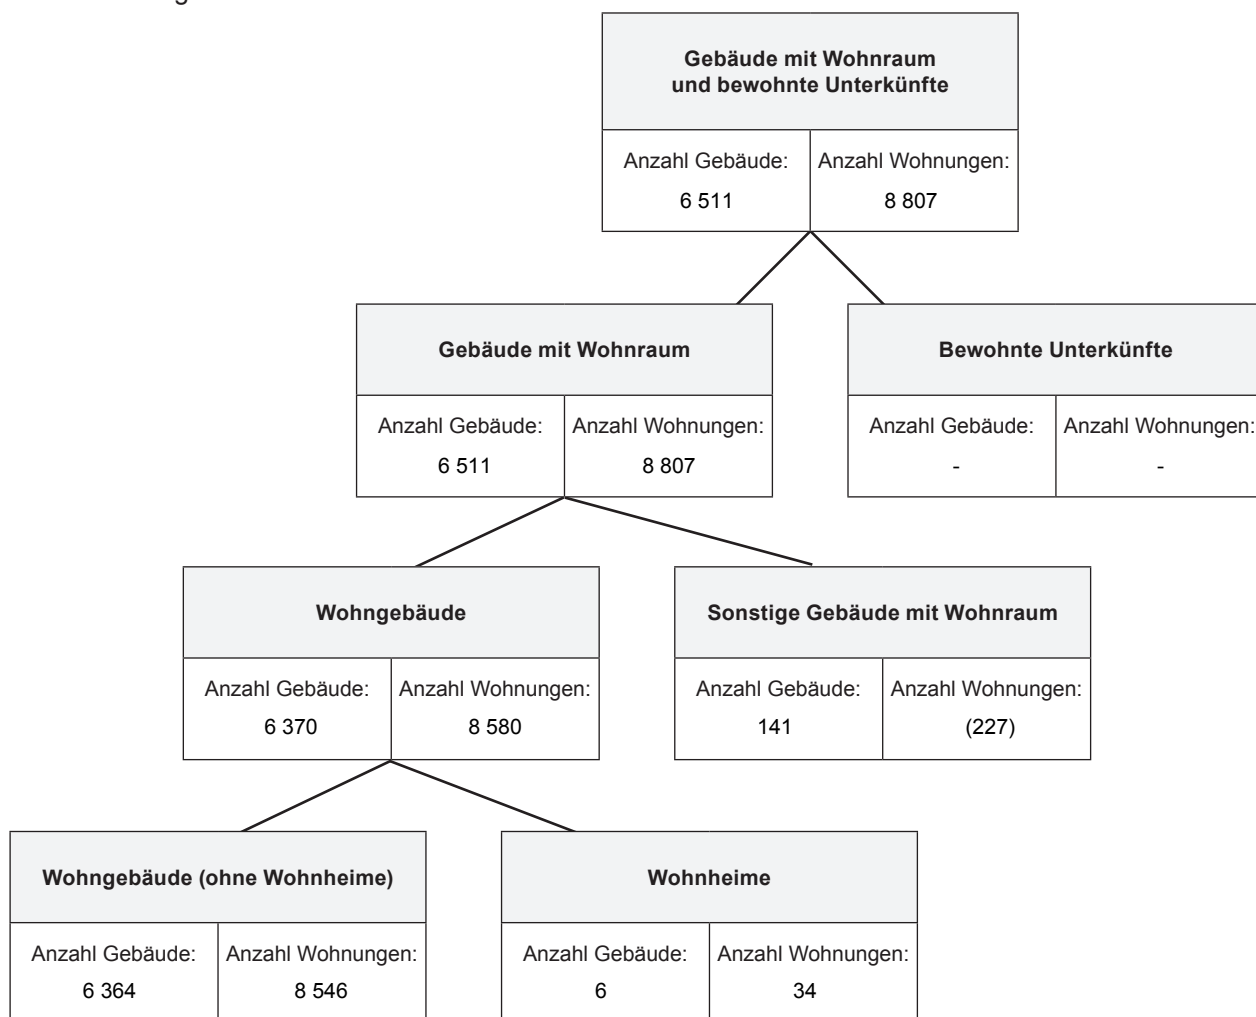 Gebäude mit Wohnraum
und bewohnte Unterkünfte
Anzahl Gebäude: Anzahl Wohnungen:
6 511 8 807
Gebäude mit Wohnraum Bewohnte Unterkünfte
Anzahl Gebäude: Anzahl Wohnungen: Anzahl Gebäude: Anzahl Wohnungen:
6 511 8 807 - -
Wohngebäude Sonstige Gebäude mit Wohnraum
Anzahl Gebäude: Anzahl Wohnungen: Anzahl Gebäude: Anzahl Wohnungen:
6 370 8 580 141 (227)
Wohngebäude (ohne Wohnheime) Wohnheime
Anzahl Gebäude: Anzahl Wohnungen: Anzahl Gebäude: Anzahl Wohnungen:
6 364 8 546 6 34